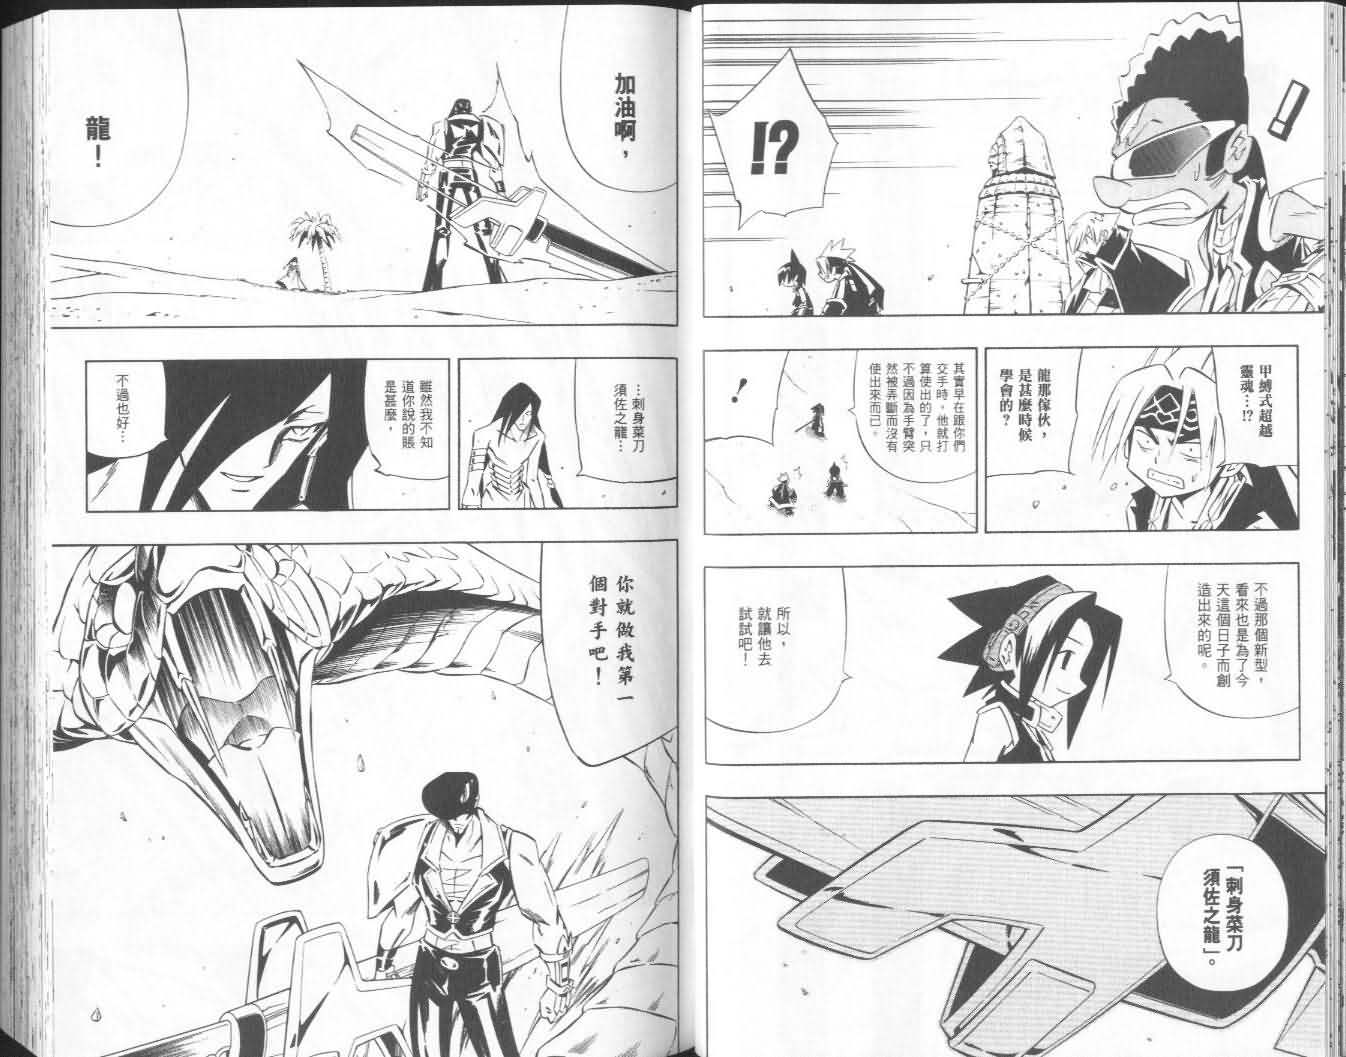 !
!?
甲縛式超越
靈魂…!?
龍那傢伙，
是甚麼時候
學會的？
其實早在跟你們
交手時，他就打
算使出的了，只
不過因為手臂突
然被弄斷而沒有
使出來而已。
！
不過那個新型，
看來也是為了今
天這個日子而創
造出來的呢。
所以，
就讓他去
試試吧！
「刺身菜刀
須佐之龍」。
加油啊，
龍！
…刺身菜刀
須佐之龍…
雖然我不知
道你說的賬
是甚麼，
不過也好…
你就做我第一
個對手吧！